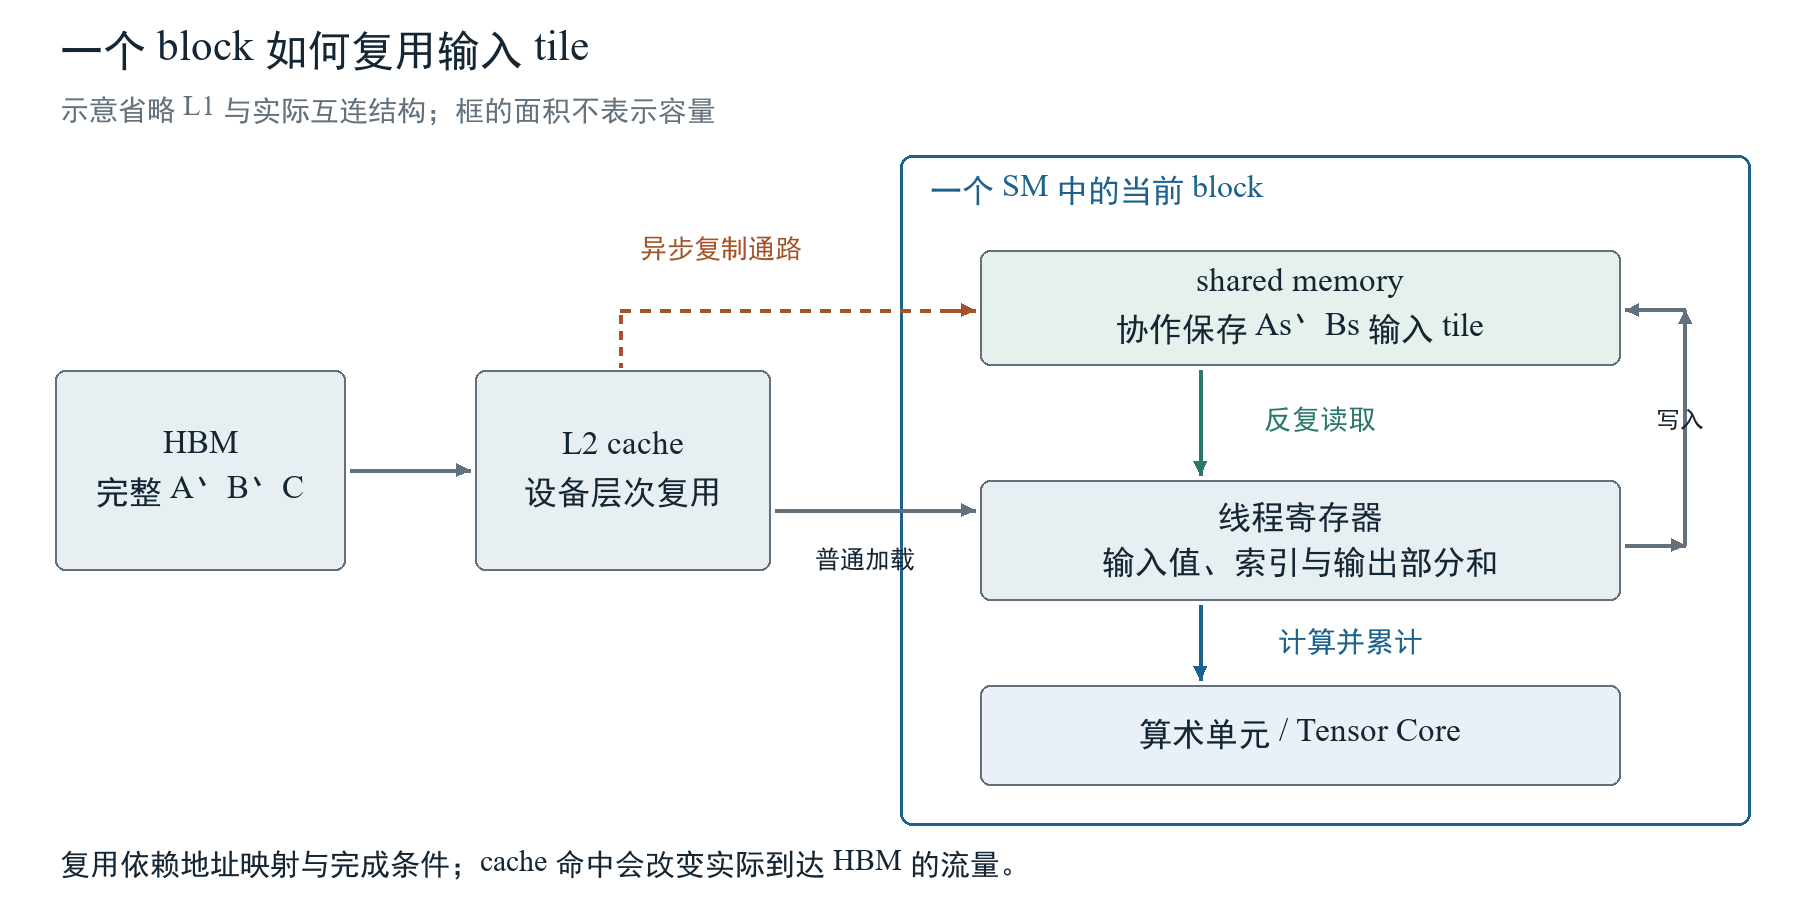 一个 block 如何复用输入 tile
示意省略 L1 与实际互连结构；框的面积不表示容量
一个 SM 中的当前 block
异步复制通路
shared memory
协作保存 As、Bs 输入 tile
HBM
完整 A、B、C
L2 cache
设备层次复用
反复读取
写入
普通加载
线程寄存器
输入值、索引与输出部分和
计算并累计
算术单元 / Tensor Core
复用依赖地址映射与完成条件；cache 命中会改变实际到达 HBM 的流量。